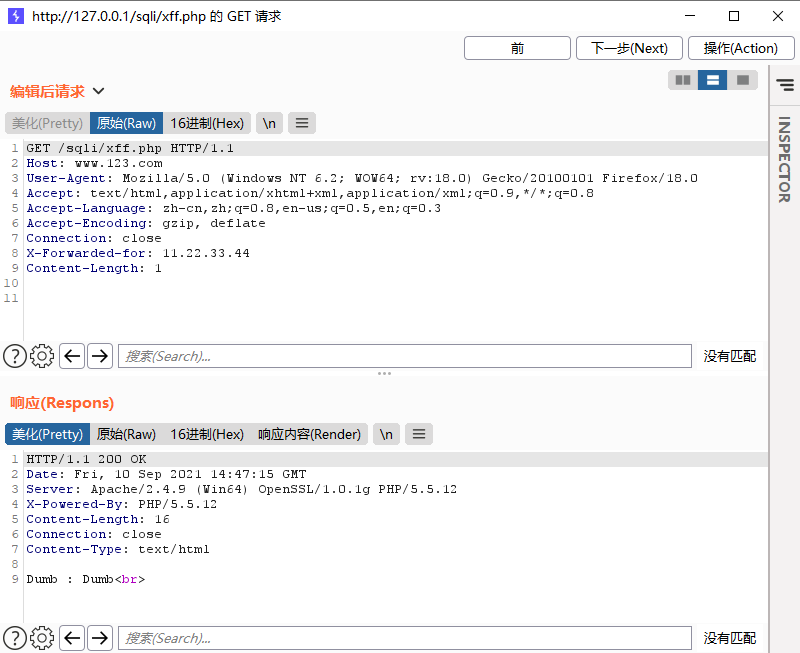 http://127.0.0.1/sqli/xff.php 的 GET 请求
前 下一步(Next) 操作(Action)
编辑后请求
美化(Pretty) 原始(Raw) 16进制(Hex) \n
INSPECTOR
1 GET /sqli/xff.php HTTP/1.1
2 Host: www.123.com
3 User-Agent: Mozilla/5.0 (Windows NT 6.2; WOW64; rv:18.0) Gecko/20100101 Firefox/18.0
4 Accept: text/html,application/xhtml+xml,application/xml;q=0.9,*/*;q=0.8
5 Accept-Language: zh-cn,zh;q=0.8,en-us;q=0.5,en;q=0.3
6 Accept-Encoding: gzip, deflate
7 Connection: close
8 X-Forwarded-for: 11.22.33.44
9 Content-Length: 1
10
11
? 搜索(Search)... 没有匹配
响应(Respons)
美化(Pretty) 原始(Raw) 16进制(Hex) 响应内容(Render) \n
1 HTTP/1.1 200 OK
2 Date: Fri, 10 Sep 2021 14:47:15 GMT
3 Server: Apache/2.4.9 (Win64) OpenSSL/1.0.1g PHP/5.5.12
4 X-Powered-By: PHP/5.5.12
5 Content-Length: 16
6 Connection: close
7 Content-Type: text/html
8
9 Dumb : Dumb<br>
? 搜索(Search)... 没有匹配